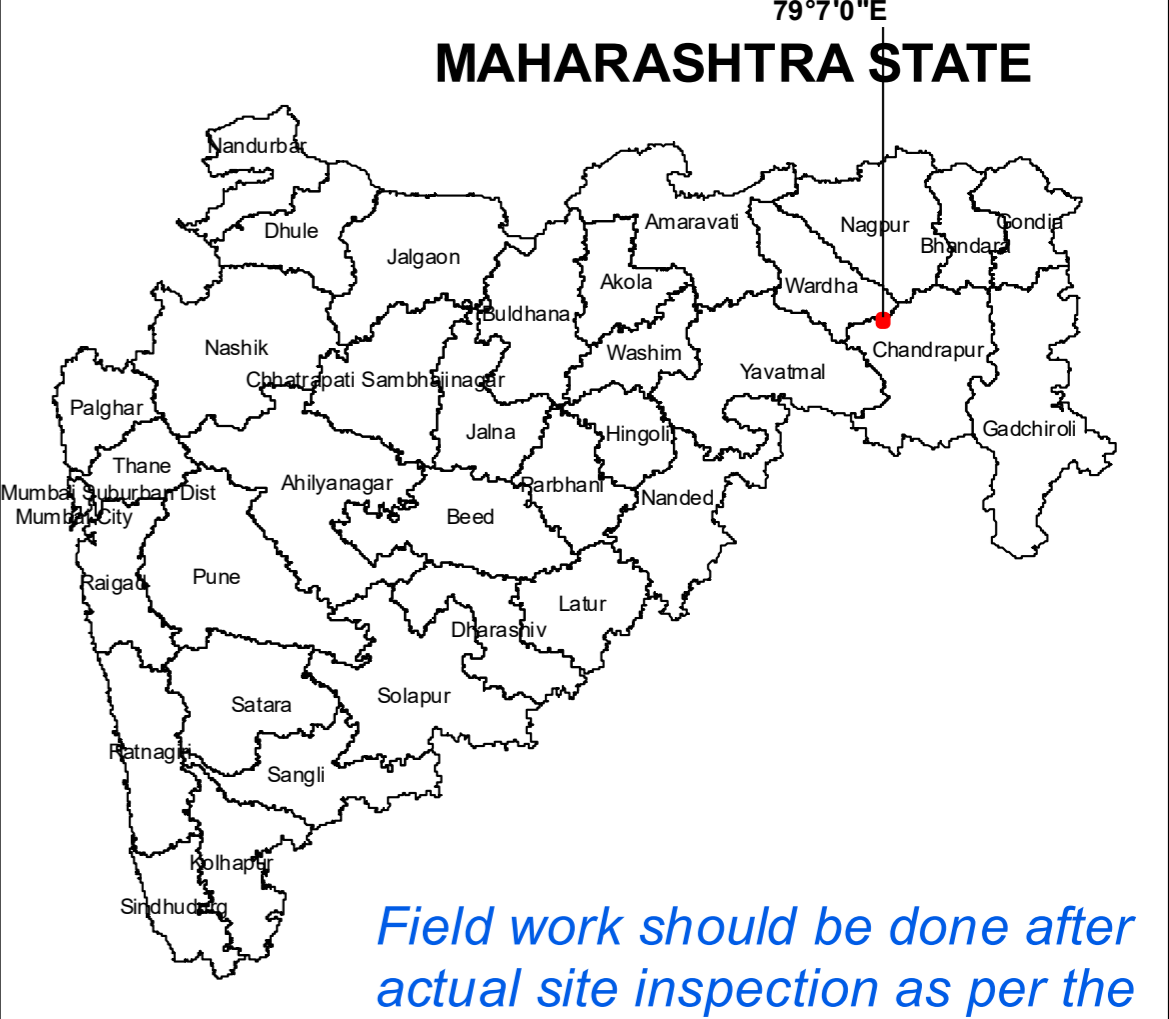 79°7'0"E
MAHARASHTRA STATE
Nandurbar
Dhule
Jalgaon
Amaravati
Nagpur
Gondia
Bhandara
Akola
Wardha
Buldhana
Nashik
Washim
Chandrapur
Chhatrapati Sambhajinagar
Yavatmal
Palghar
Jalna
Hingoli
Gadchiroli
Thane
Ahilyanagar
Parbhani
Nanded
Mumbai Suburban Dist
Mumbai City
Beed
Raigad
Pune
Latur
Dharashiv
Satara
Solapur
Ratnagiri
Sangli
Kolhapur
Sindhudurg
Field work should be done after
actual site inspection as per the